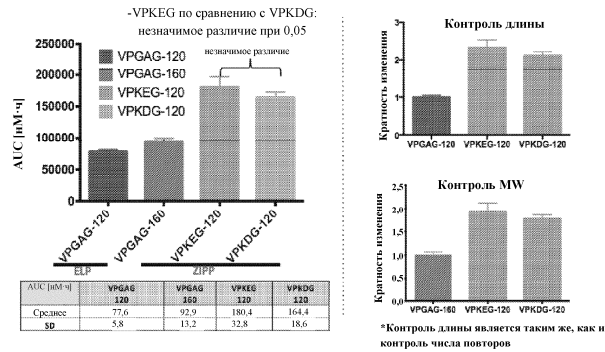 -VPKEG по сравнению с VPKDG:
незначимое различие при 0,05
незначимое различие
VPGAG-120
VPGAG-160
VPKEG-120
VPKDG-120
AUC [нМ·ч]
250000
200000
150000
100000
50000
0
VPGAG-120
VPGAG-160
VPKEG-120
VPKDG-120
ELP
ZIPP
AUC [нМ·ч] VPGAG 120 VPGAG 160 VPKEG 120 VPKDG 120
Среднее 77,6 92,9 180,4 164,4
SD 5,8 13,2 32,8 18,6
Контроль длины
Кратность изменения
3
2
1
0
VPGAG-120 VPKEG-120 VPKDG-120
Контроль MW
Кратность изменения
2,5
2,0
1,5
1,0
0,5
0,0
VPGAG-160 VPKEG-120 VPKDG-120
*Контроль длины является таким же, как и
контроль числа повторов